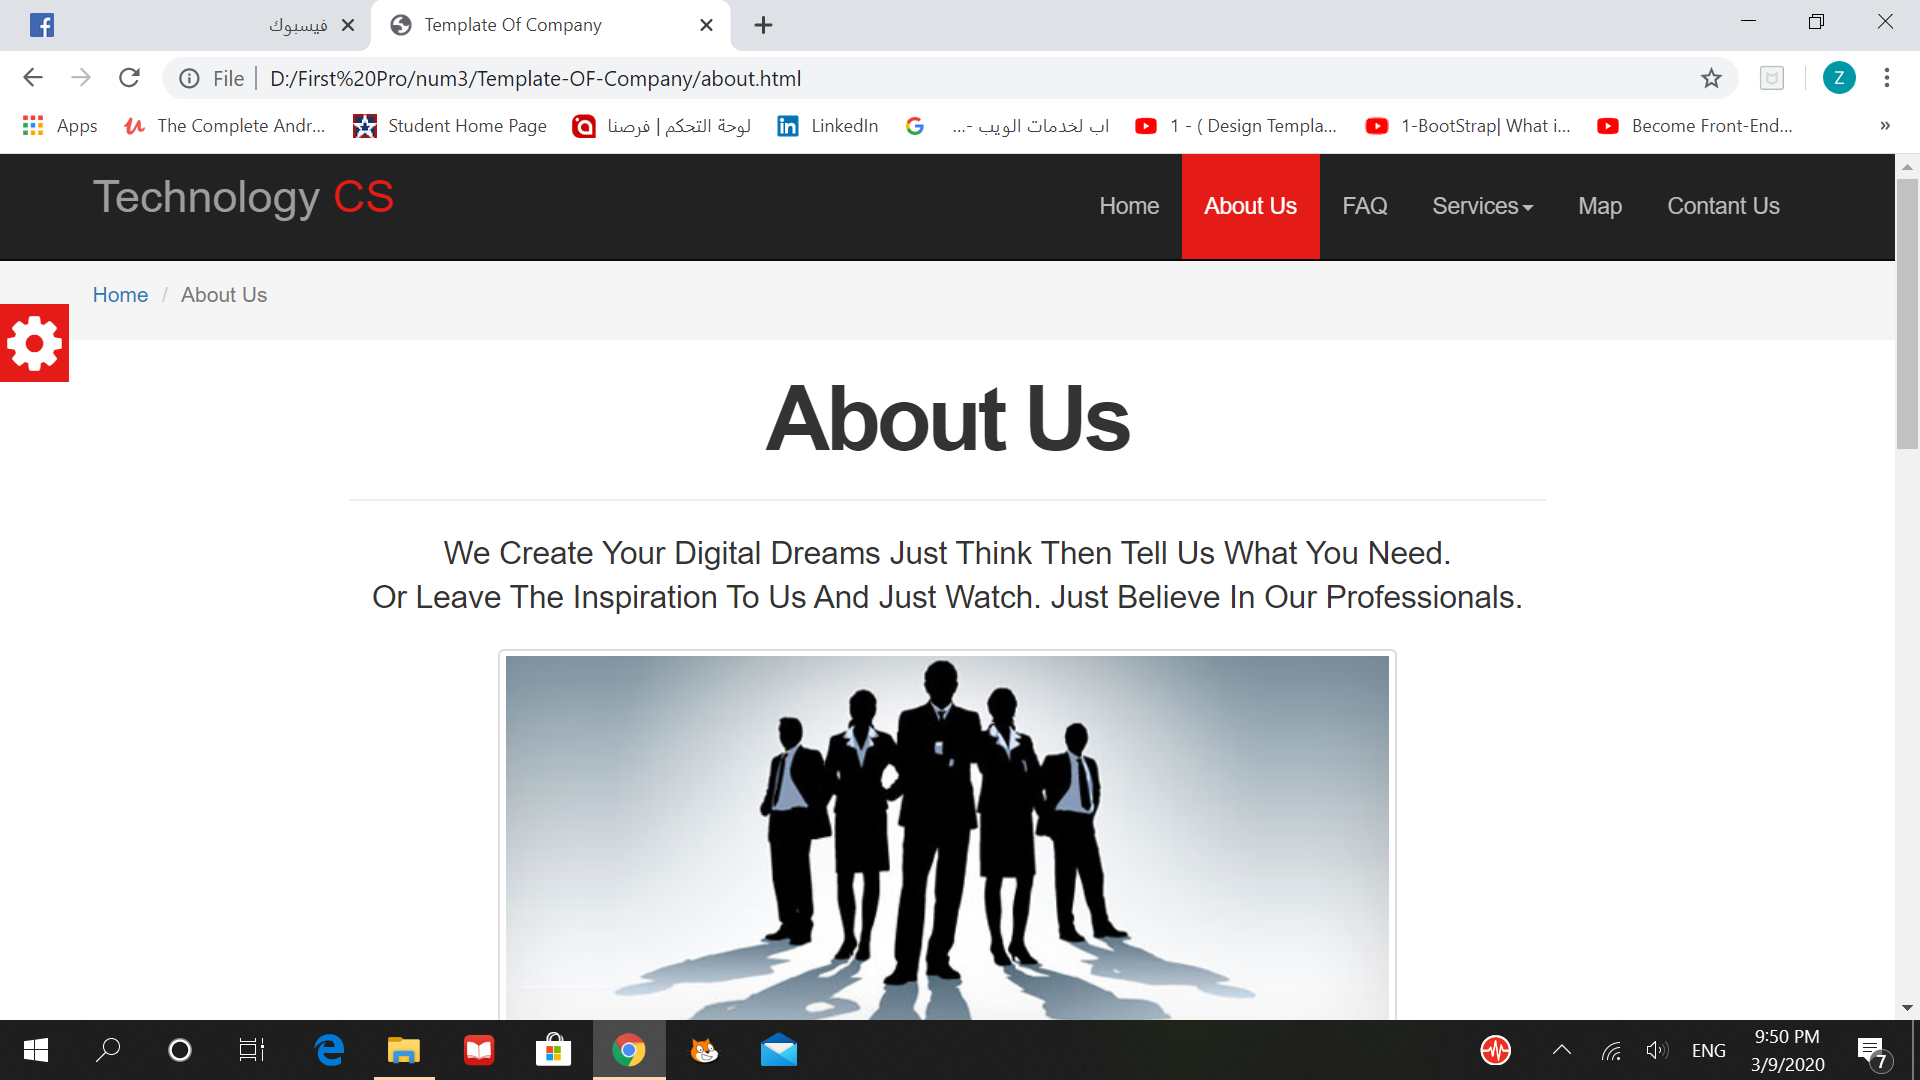 فيسبوك
Template Of Company
File
D:/First%20Pro/num3/Template-OF-Company/about.html
Z
Apps
The Complete Andr...
Student Home Page
لوحة التحكم | فرصنا
LinkedIn
اب لخدمات الويب -...
1 - ( Design Templa...
1-BootStrap| What i...
Become Front-End...
»
Technology CS
Home
About Us
FAQ
Services
Map
Contant Us
Home / About Us
About Us
We Create Your Digital Dreams Just Think Then Tell Us What You Need.
Or Leave The Inspiration To Us And Just Watch. Just Believe In Our Professionals.
ENG
9:50 PM
3/9/2020
7